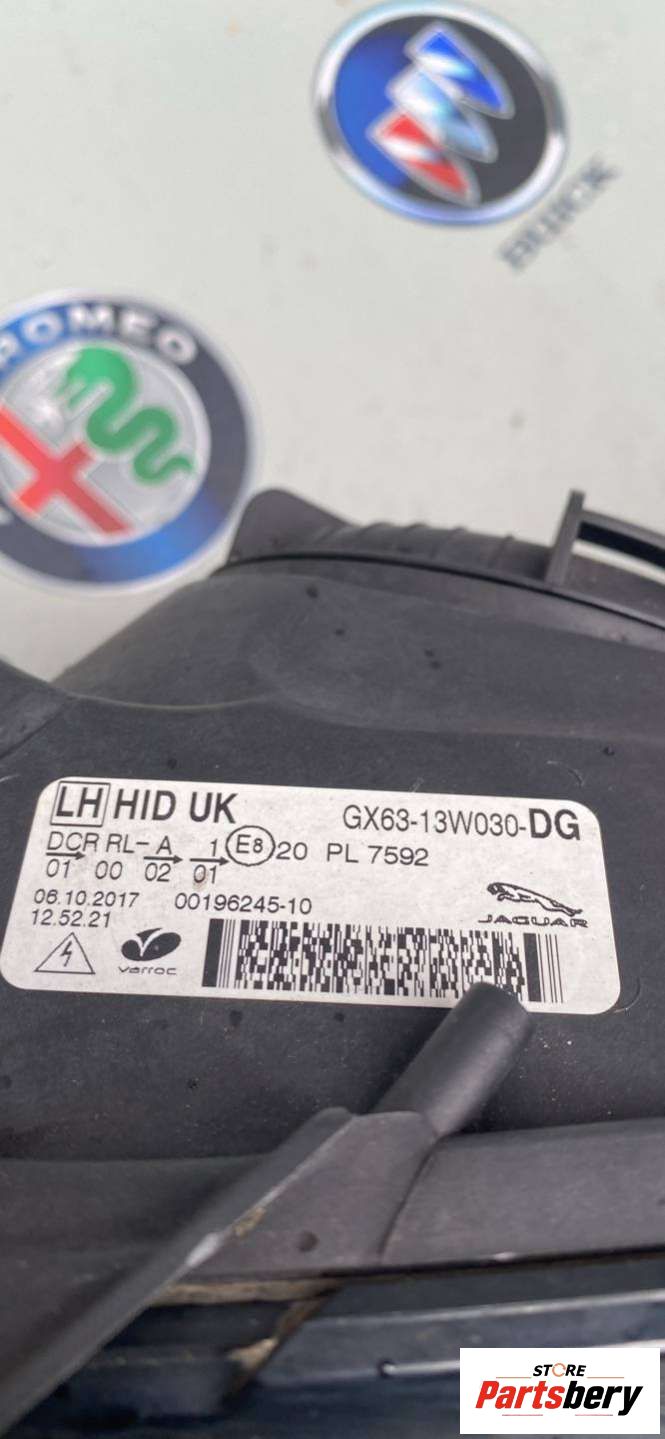 BUICK
ROMEO
LH HID UK GX63-13W030-DG
DCR RL- A 1 E8 20 PL 7592
01 00 02 01
06.10.2017 00196245-10
12.52.21
JAGUAR
varroc
STORE
Partsbery